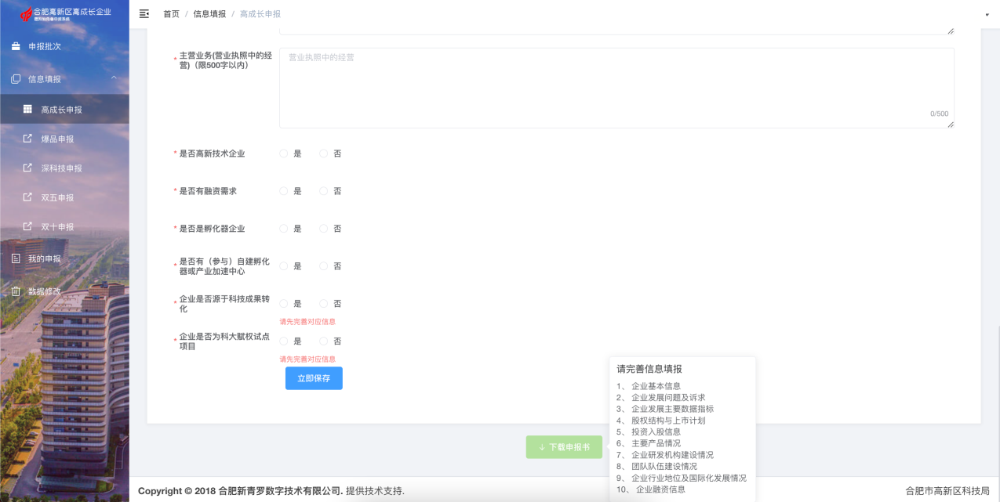 合肥高新区高成长企业
首页 / 信息填报 / 高成长申报
申报批次
信息填报
高成长申报
爆品申报
深科技申报
双五申报
双十申报
我的申报
数据修改
* 主营业务(营业执照中的经
营)（限500字以内）
营业执照中的经营
0/500
* 是否高新技术企业 是 否
* 是否有融资需求 是 否
* 是否是孵化器企业 是 否
* 是否有（参与）自建孵化
器或产业加速中心 是 否
* 企业是否源于科技成果转
化 是 否
请先完善对应信息
* 企业是否为科大赋权试点
项目 是 否
请先完善对应信息
立即保存
↓ 下载申报书
请完善信息填报
1、 企业基本信息
2、 企业发展问题及诉求
3、 企业发展主要数据指标
4、 股权结构与上市计划
5、 投资入股信息
6、 主要产品情况
7、 企业研发机构建设情况
8、 团队队伍建设情况
9、 企业行业地位及国际化发展情况
10、 企业融资信息
Copyright © 2018 合肥新青罗数字技术有限公司. 提供技术支持.
合肥市高新区科技局